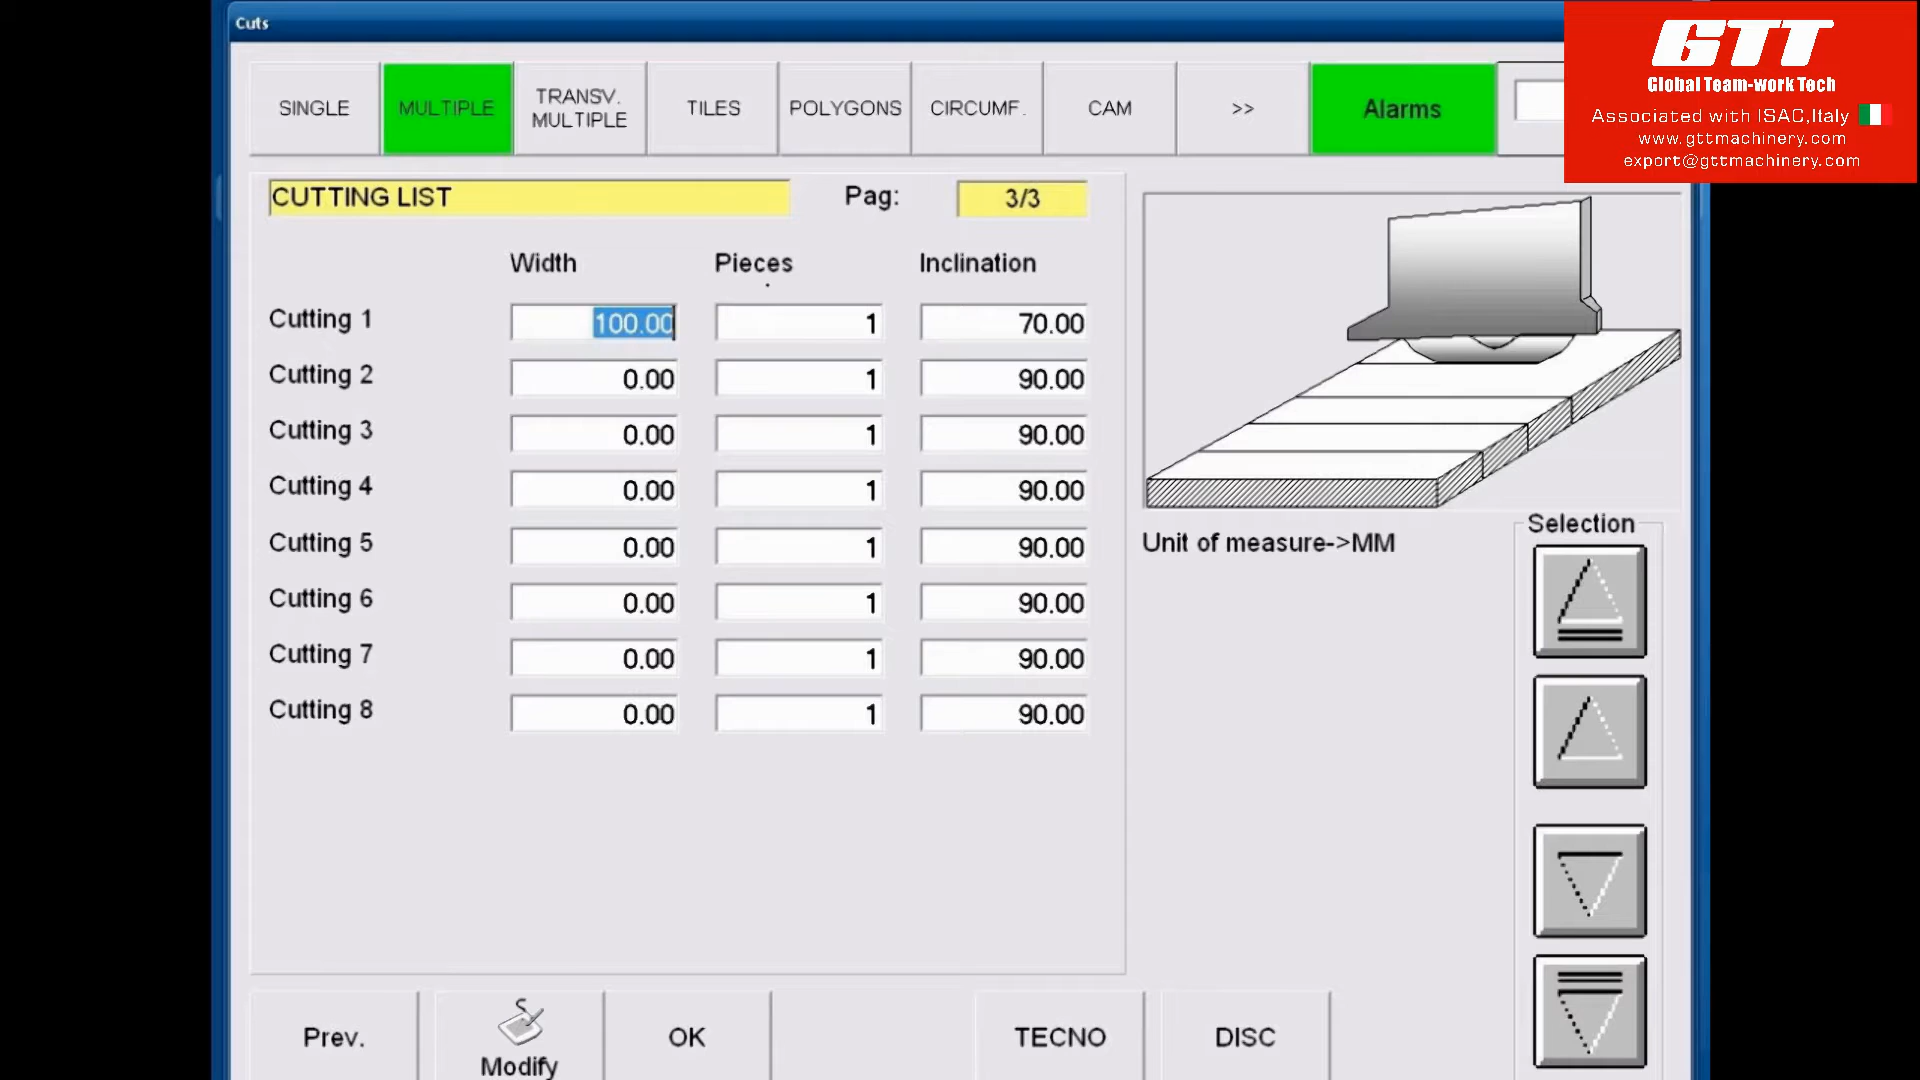 Cuts
SINGLE
MULTIPLE
TRANSV.
MULTIPLE
TILES
POLYGONS
CIRCUMF.
CAM
>>
Alarms
GTT
Global Team-work Tech
Associated with ISAC,Italy
www.gttmachinery.com
export@gttmachinery.com
CUTTING LIST
Pag:
3/3
Width Pieces Inclination
Cutting 1 100.00 1 70.00
Cutting 2 0.00 1 90.00
Cutting 3 0.00 1 90.00
Cutting 4 0.00 1 90.00
Cutting 5 0.00 1 90.00
Cutting 6 0.00 1 90.00
Cutting 7 0.00 1 90.00
Cutting 8 0.00 1 90.00
Unit of measure->MM
Selection
Prev.
Modify
OK
TECNO
DISC